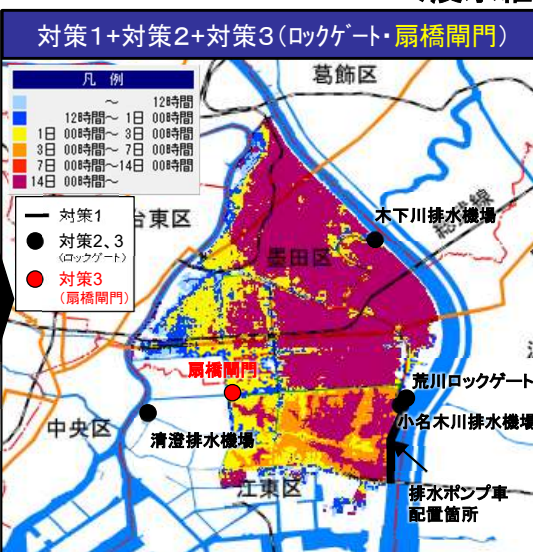 対策1+対策2+対策3(ロックゲート・扇橋閘門)
凡 例
～ 12時間
12時間～ 1日 00時間
1日 00時間～ 3日 00時間
3日 00時間～ 7日 00時間
7日 00時間～14日 00時間
14日 00時間～
対策1
対策2、3
(ロックゲート)
対策3
(扇橋閘門)
葛飾区
台東区
木下川排水機場
総武線
墨田区
扇橋閘門
荒川ロックゲート
小名木川排水機場
中央区
清澄排水機場
江東区
排水ポンプ車
配置箇所